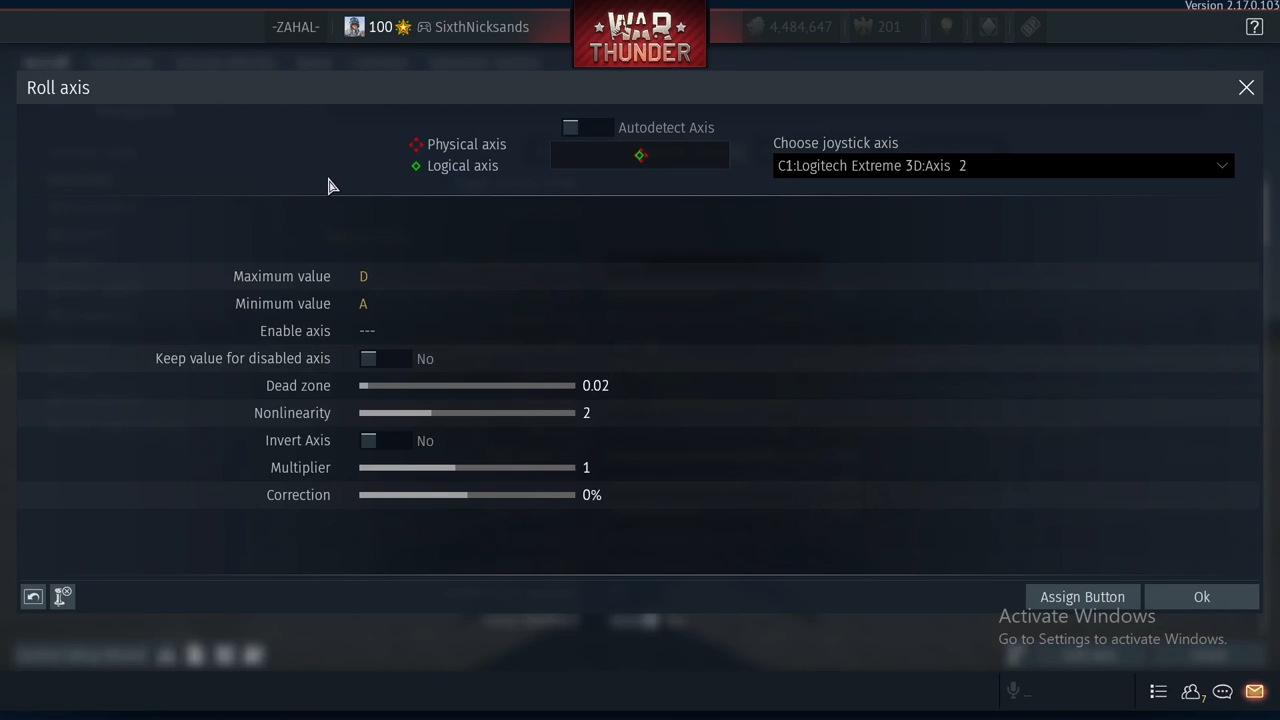 Version 2.17.0.103
-ZAHAL- 100 SixthNicksands
WAR THUNDER
4,484,647 201
Roll axis
Autodetect Axis
Physical axis
Logical axis
Choose joystick axis
C1:Logitech Extreme 3D:Axis 2
Maximum value D
Minimum value A
Enable axis ---
Keep value for disabled axis No
Dead zone 0.02
Nonlinearity 2
Invert Axis No
Multiplier 1
Correction 0%
Assign Button Ok
Activate Windows
Go to Settings to activate Windows.
7